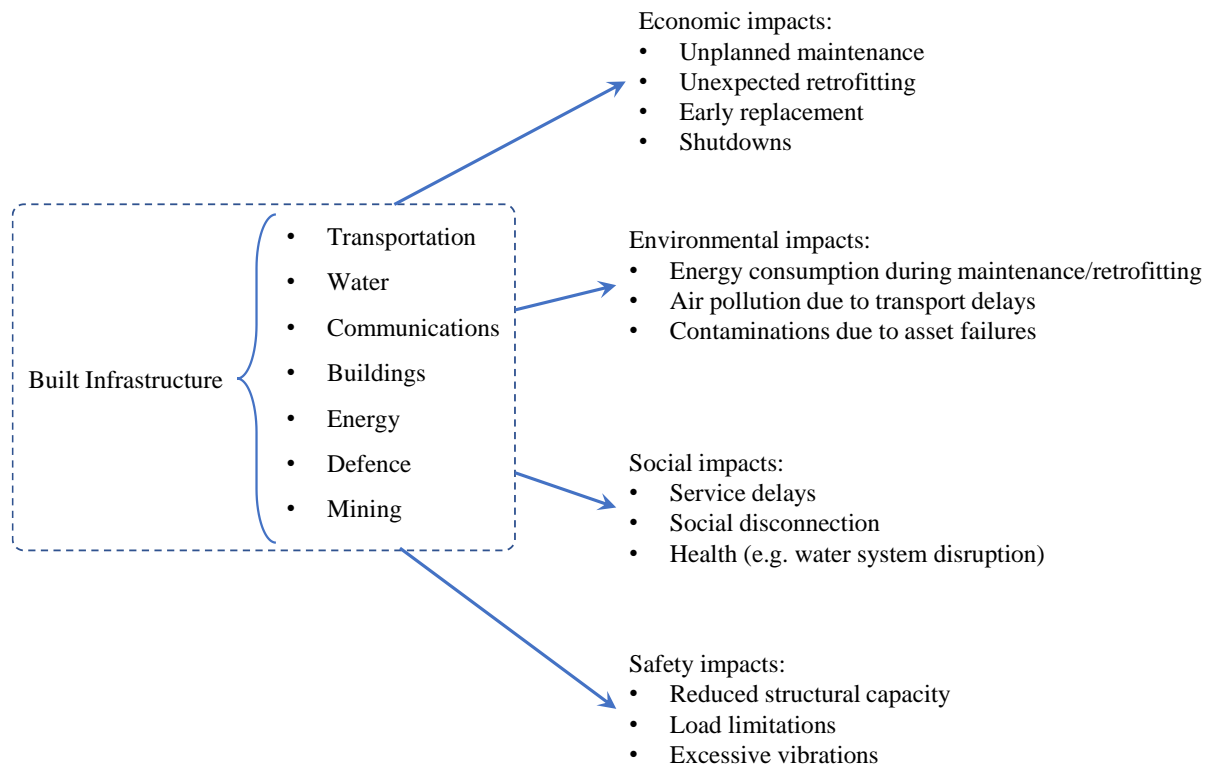 Economic impacts:
• Unplanned maintenance
• Unexpected retrofitting
• Early replacement
• Shutdowns
Built Infrastructure
• Transportation
• Water
• Communications
• Buildings
• Energy
• Defence
• Mining
Environmental impacts:
• Energy consumption during maintenance/retrofitting
• Air pollution due to transport delays
• Contaminations due to asset failures
Social impacts:
• Service delays
• Social disconnection
• Health (e.g. water system disruption)
Safety impacts:
• Reduced structural capacity
• Load limitations
• Excessive vibrations